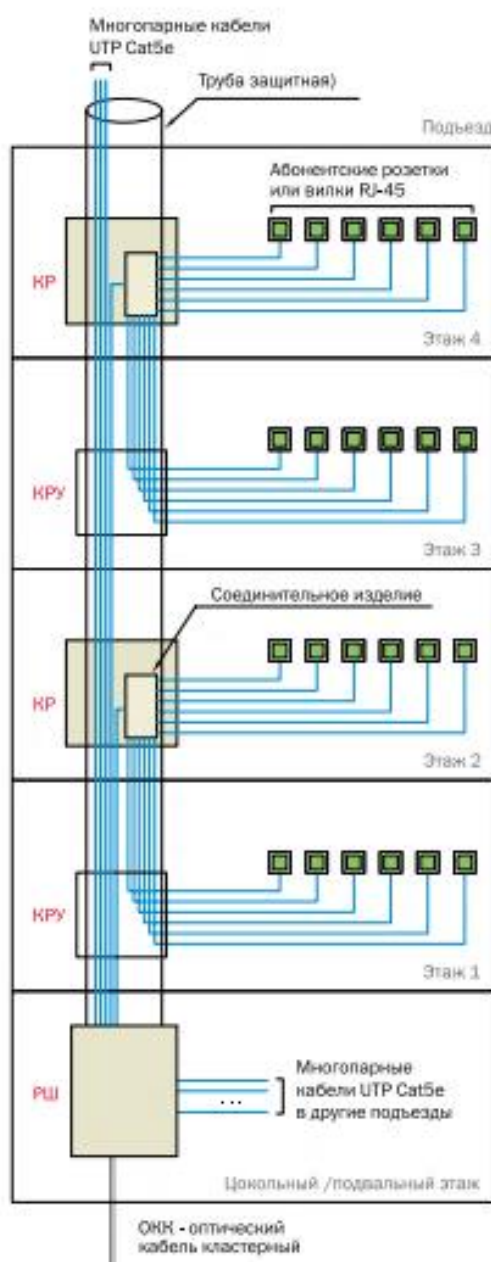 Многопарные кабели
UTP Cat5e
Труба защитная)
Подъезд
Абонентские розетки
или вилки RJ-45
КР
Этаж 4
КРУ
Этаж 3
Соединительное изделие
КР
Этаж 2
КРУ
Этаж 1
РШ
Многопарные
кабели UTP Cat5e
в другие подъезды
...
Цокольный /подвальный этаж
ОКК - оптический
кабель кластерный